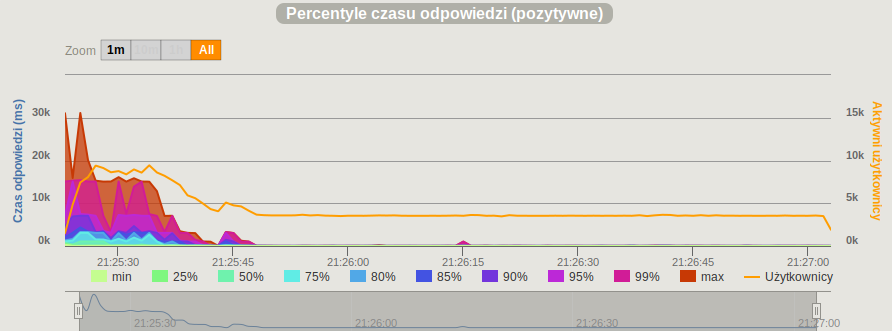 Percentyle czasu odpowiedzi (pozytywne)
Zoom 1m 10m 1h All
Czas odpowiedzi (ms)
30k
20k
10k
0k
15k
10k
5k
0k
Aktywni użytkownicy
21:25:30 21:25:45 21:26:00 21:26:15 21:26:30 21:26:45 21:27:00
min 25% 50% 75% 80% 85% 90% 95% 99% max Użytkownicy
21:25:30 21:26:00 21:26:30 21:27:00